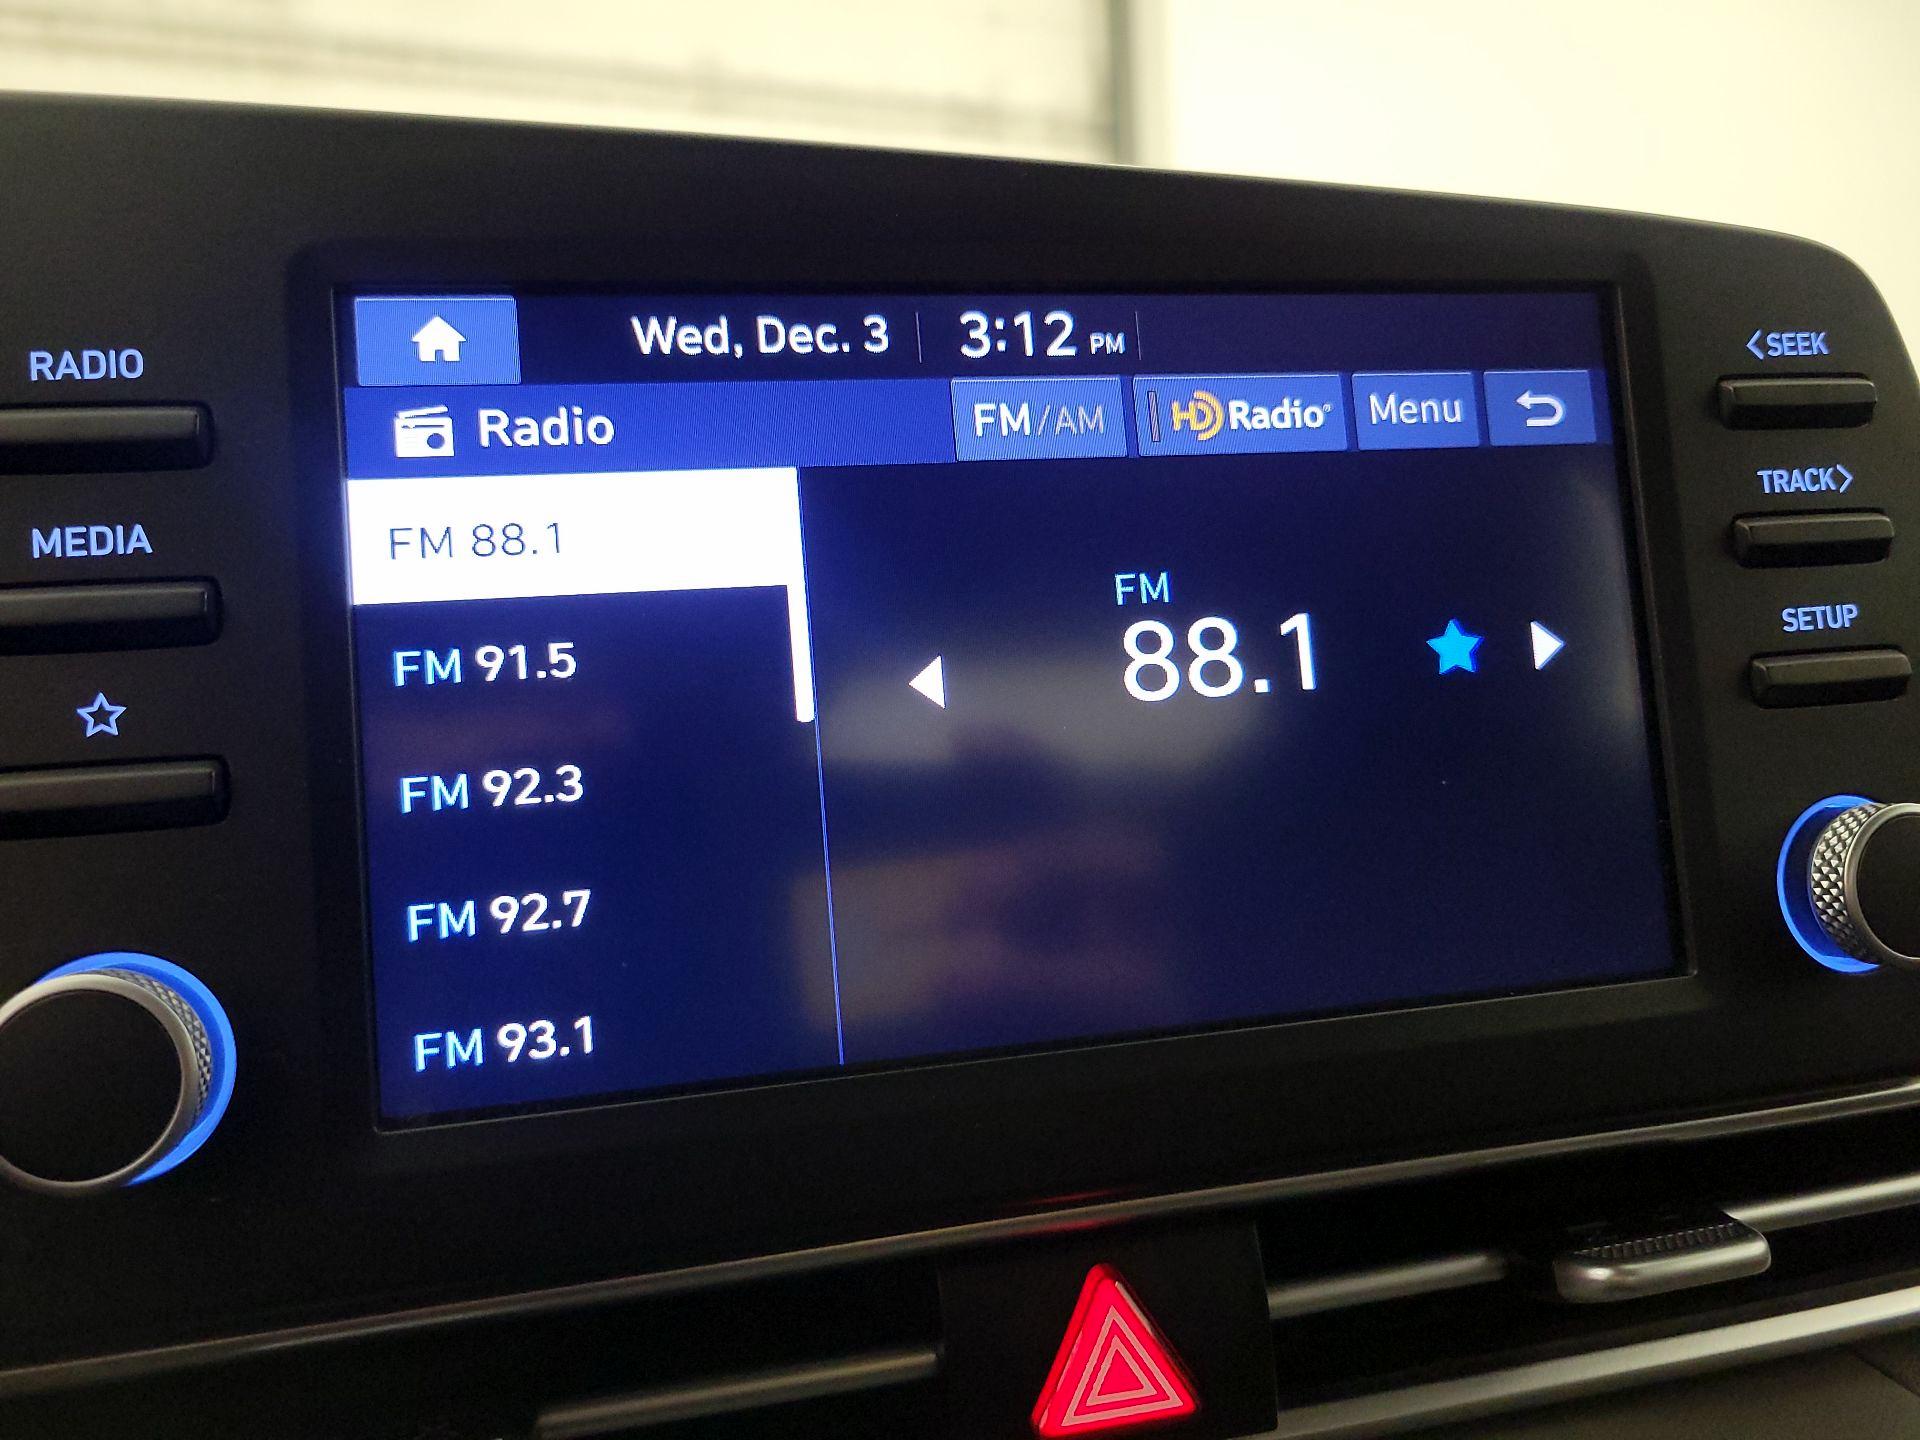 Wed, Dec. 3 3:12 PM
Radio FM/AM HD Radio® Menu
FM 88.1
FM 91.5
FM 92.3
FM 92.7
FM 93.1
FM
88.1
RADIO
MEDIA
<SEEK
TRACK>
SETUP